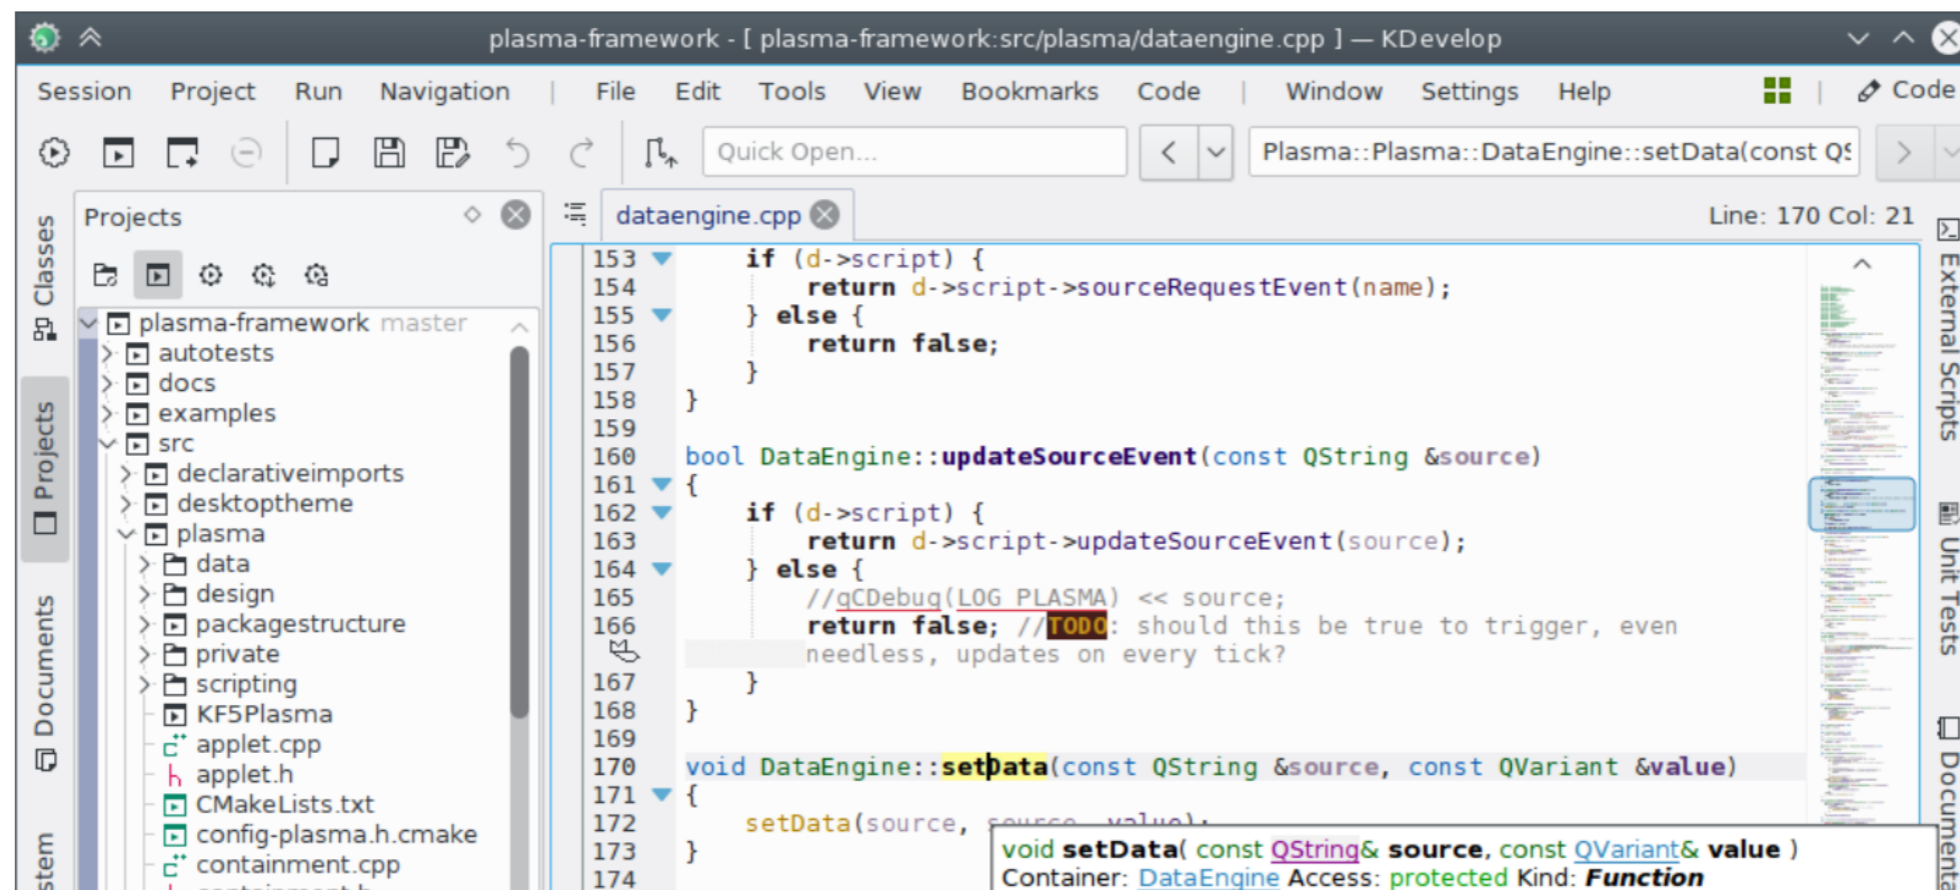 plasma-framework - [ plasma-framework:src/plasma/dataengine.cpp ] — KDevelop
Session Project Run Navigation | File Edit Tools View Bookmarks Code | Window Settings Help | Code
Quick Open...
Plasma::Plasma::DataEngine::setData(const QS
Classes
Projects
Documents
stem
Projects
plasma-framework master
autotests
docs
examples
src
declarativeimports
desktoptheme
plasma
data
design
packagestructure
private
scripting
KF5Plasma
applet.cpp
applet.h
CMakeLists.txt
config-plasma.h.cmake
containment.cpp
dataengine.cpp
Line: 170 Col: 21
153 if (d->script) {
154 return d->script->sourceRequestEvent(name);
155 } else {
156 return false;
157 }
158 }
159
160 bool DataEngine::updateSourceEvent(const QString &source)
161 {
162 if (d->script) {
163 return d->script->updateSourceEvent(source);
164 } else {
165 //qCDebug(LOG_PLASMA) << source;
166 return false; //TODO: should this be true to trigger, even
needless, updates on every tick?
167 }
168 }
169
170 void DataEngine::setData(const QString &source, const QVariant &value)
171 {
172 setData(source, source, value);
173 }
174
void setData( const QString& source, const QVariant& value )
Container: DataEngine Access: protected Kind: Function
External Scripts
Unit Tests
Document